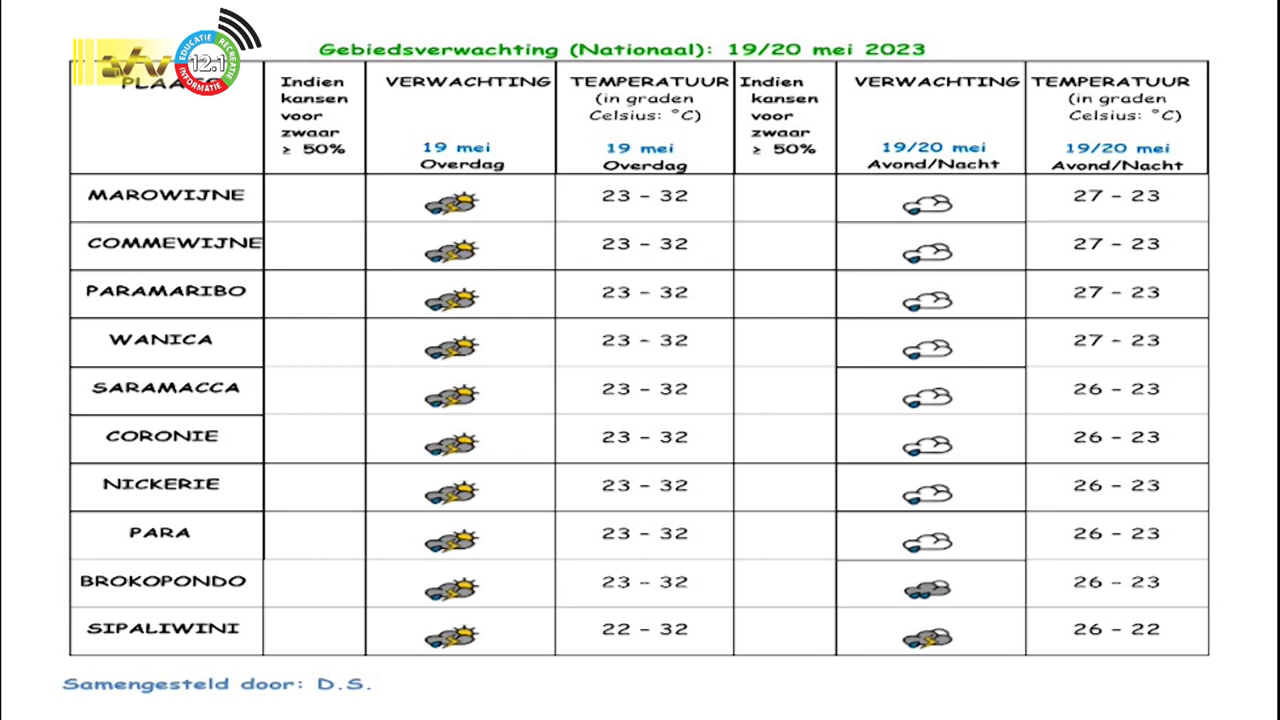 Gebiedsverwachting (Nationaal): 19/20 mei 2023
atv
12.1
EDUCATIE
RECREATIE
INFORMATIE
Indien kansen voor zwaar ≥ 50%
VERWACHTING 19 mei Overdag
TEMPERATUUR (in graden Celsius: °C) 19 mei Overdag
Indien kansen voor zwaar ≥ 50%
VERWACHTING 19/20 mei Avond/Nacht
TEMPERATUUR (in graden Celsius: °C) 19/20 mei Avond/Nacht
MAROWIJNE 23 - 32 27 - 23
COMMEWIJNE 23 - 32 27 - 23
PARAMARIBO 23 - 32 27 - 23
WANICA 23 - 32 27 - 23
SARAMACCA 23 - 32 26 - 23
CORONIE 23 - 32 26 - 23
NICKERIE 23 - 32 26 - 23
PARA 23 - 32 26 - 23
BROKOPONDO 23 - 32 26 - 23
SIPALIWINI 22 - 32 26 - 22
Samengesteld door: D.S.